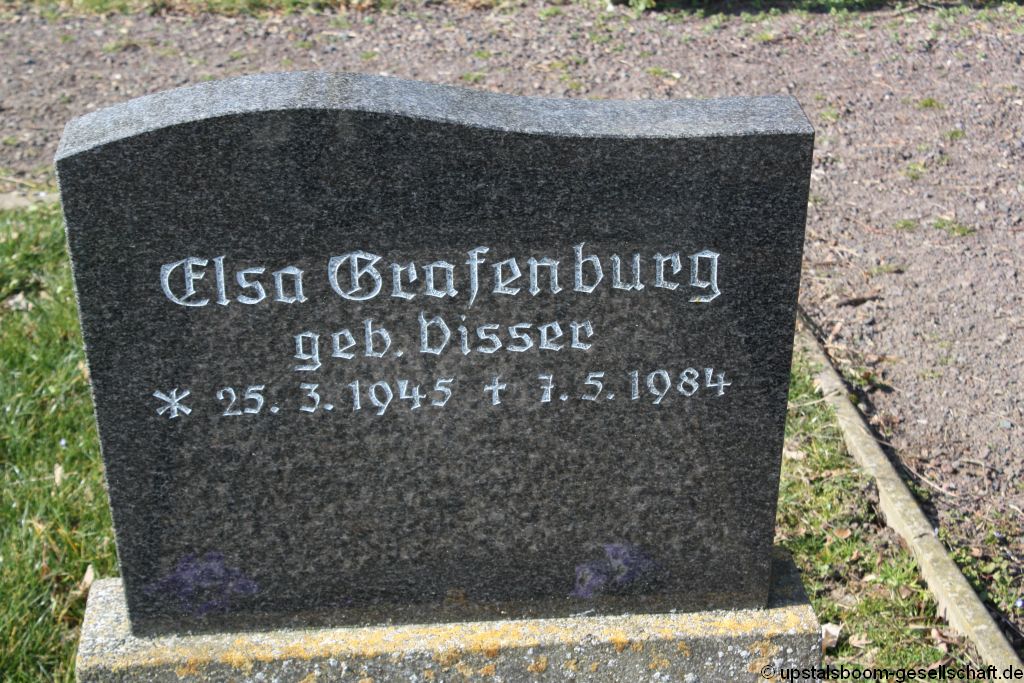 Elsa Grafenburg
geb. Visser
* 25. 3. 1945 † 7. 5. 1984
© upstalsboom-gesellschaft.de